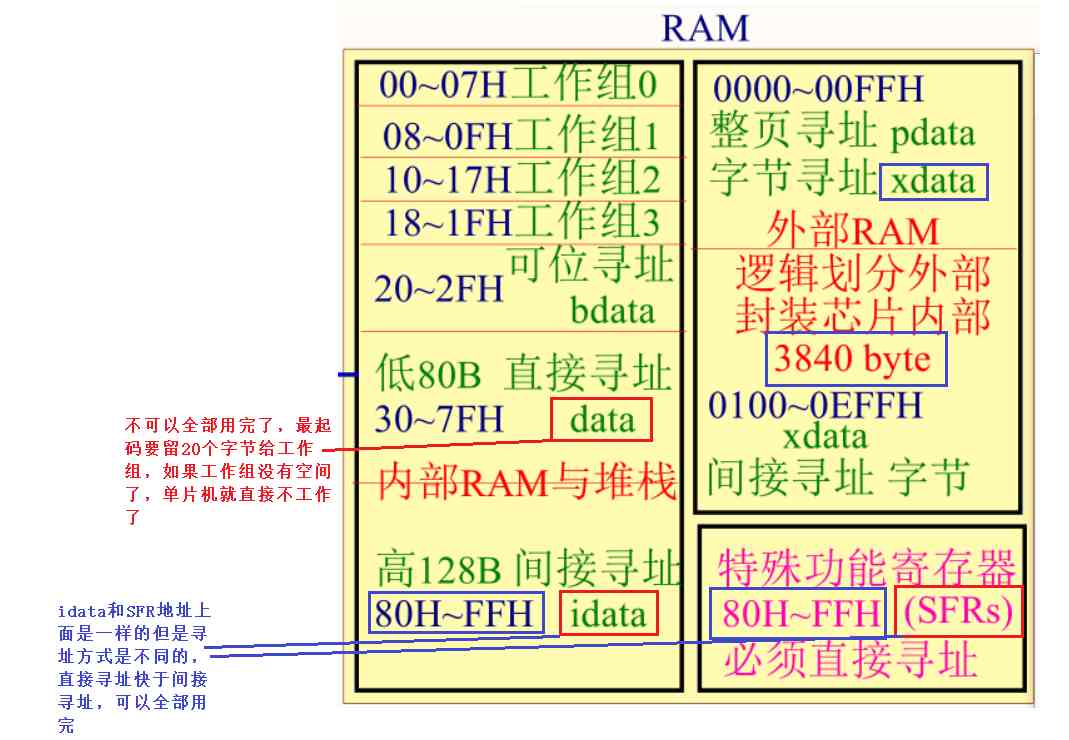 RAM
00~07H工作组0
08~0FH工作组1
10~17H工作组2
18~1FH工作组3
可位寻址
20~2FH
bdata
低80B 直接寻址
30~7FH data
内部RAM与堆栈
高128B 间接寻址
80H~FFH idata
0000~00FFH
整页寻址 pdata
字节寻址 xdata
外部RAM
逻辑划分外部
封装芯片内部
3840 byte
0100~0EFFH
xdata
间接寻址 字节
特殊功能寄存器
80H~FFH (SFRs)
必须直接寻址
不可以全部用完了，最起
码要留20个字节给工作
组，如果工作组没有空间
了，单片机就直接不工作
了
idata和SFR地址上
面是一样的但是寻
址方式是不同的，
直接寻址快于间接
寻址，可以全部用
完